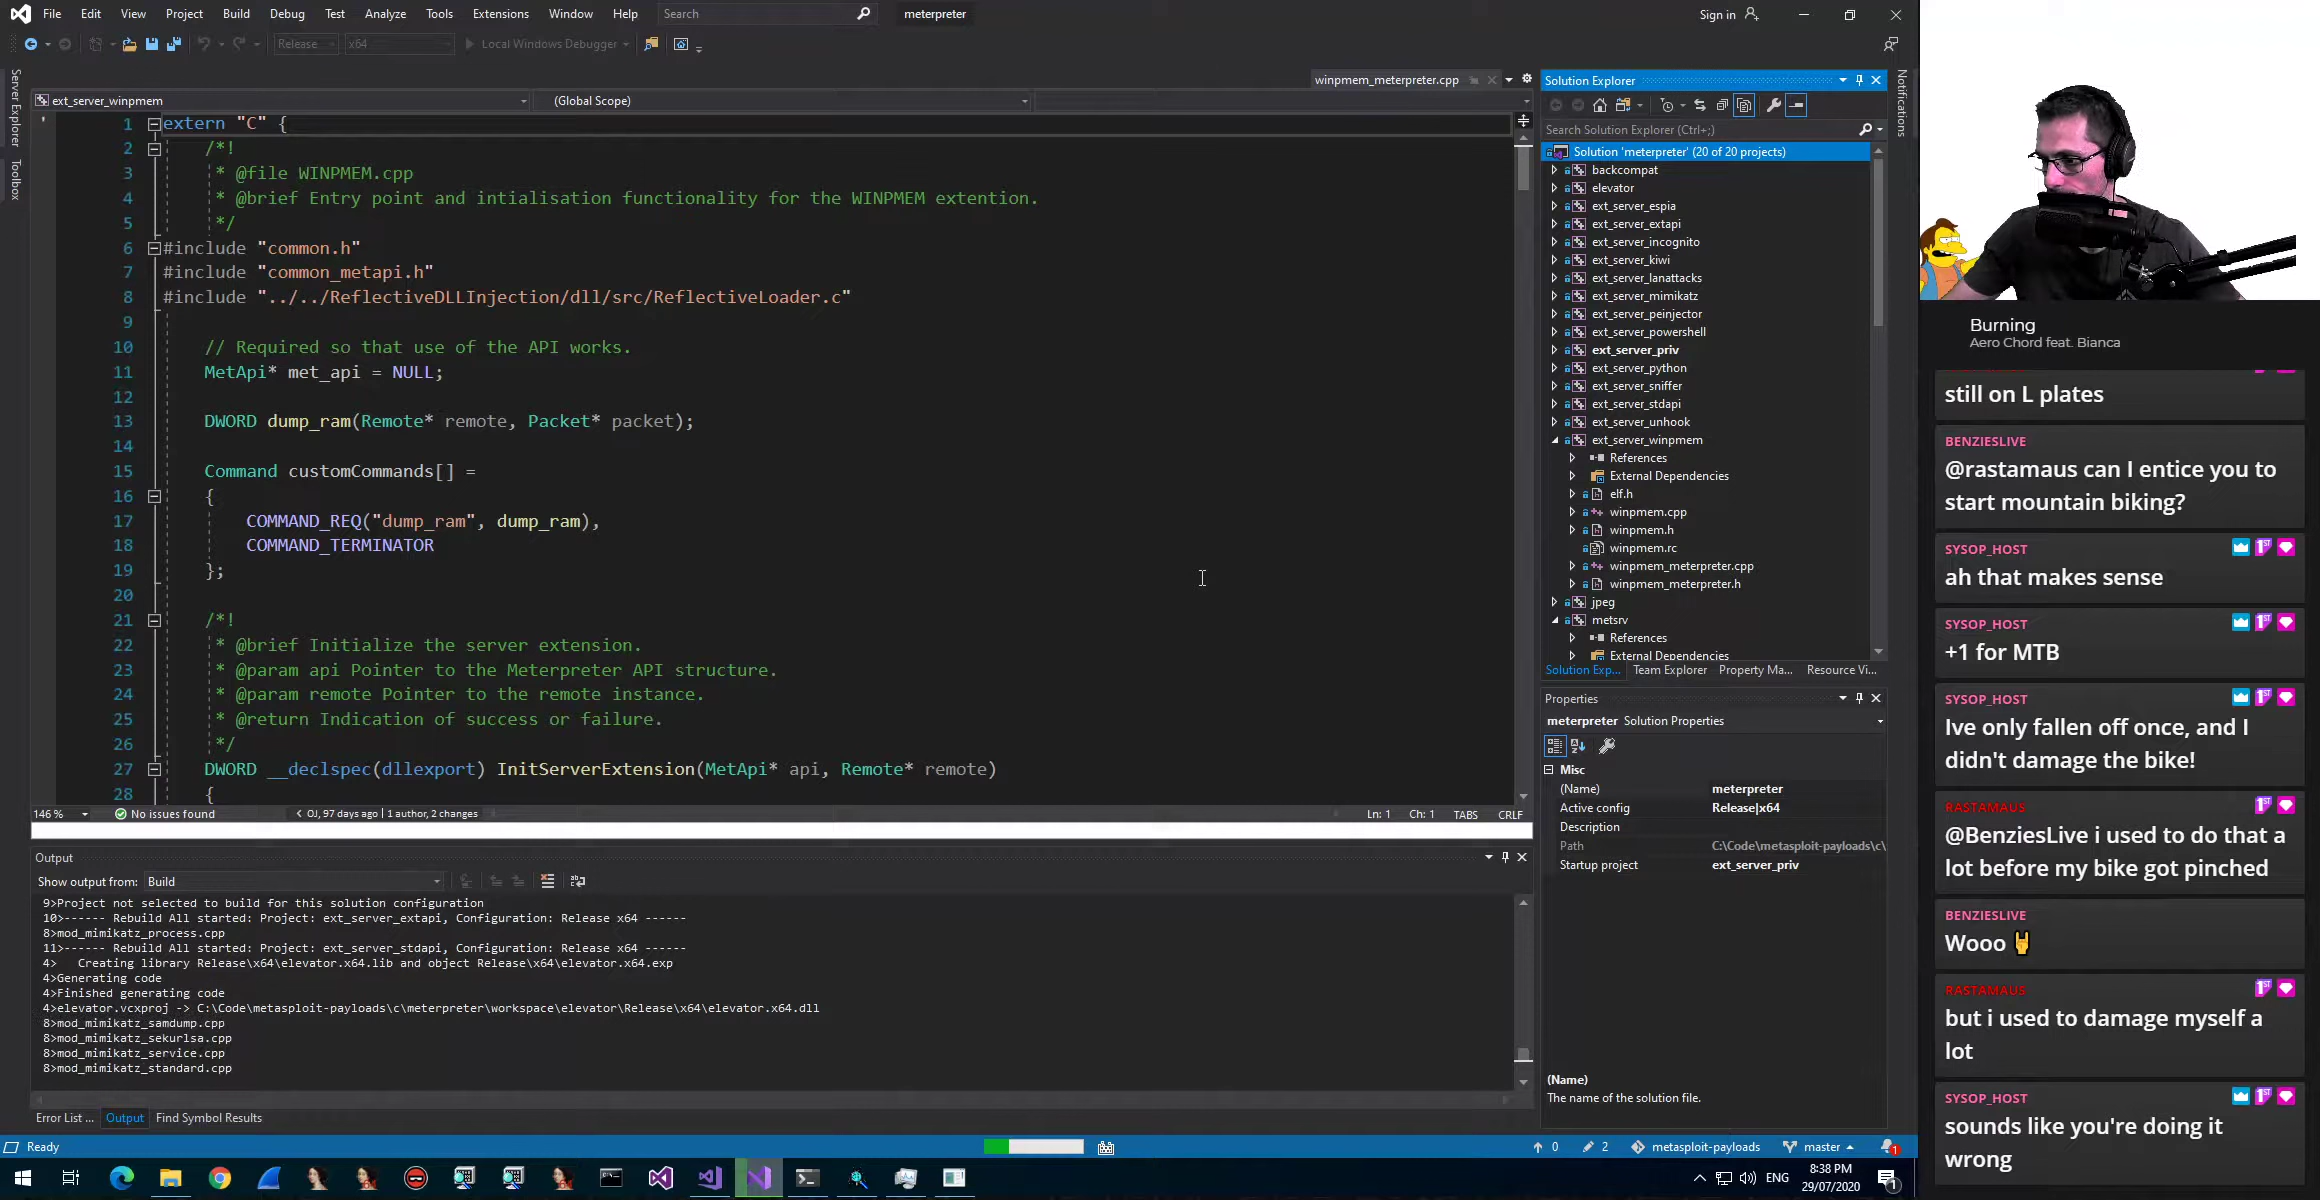 File Edit View Project Build Debug Test Analyze Tools Extensions Window Help Search meterpreter Sign in
Release x64 Local Windows Debugger
Server Explorer
Toolbox
winpmem_meterpreter.cpp
ext_server_winpmem (Global Scope)
1 extern "C" {
2 /*!
3 * @file WINPMEM.cpp
4 * @brief Entry point and intialisation functionality for the WINPMEM extention.
5 */
6 #include "common.h"
7 #include "common_metapi.h"
8 #include "../../ReflectiveDLLInjection/dll/src/ReflectiveLoader.c"
9
10 // Required so that use of the API works.
11 MetApi* met_api = NULL;
12
13 DWORD dump_ram(Remote* remote, Packet* packet);
14
15 Command customCommands[] =
16 {
17 COMMAND_REQ("dump_ram", dump_ram),
18 COMMAND_TERMINATOR
19 };
20
21 /*!
22 * @brief Initialize the server extension.
23 * @param api Pointer to the Meterpreter API structure.
24 * @param remote Pointer to the remote instance.
25 * @return Indication of success or failure.
26 */
27 DWORD __declspec(dllexport) InitServerExtension(MetApi* api, Remote* remote)
28 {
146 % No issues found OJ, 97 days ago | 1 author, 2 changes Ln: 1 Ch: 1 TABS CRLF
Output
Show output from: Build
9>Project not selected to build for this solution configuration
10>------ Rebuild All started: Project: ext_server_extapi, Configuration: Release x64 ------
8>mod_mimikatz_process.cpp
11>------ Rebuild All started: Project: ext_server_stdapi, Configuration: Release x64 ------
4> Creating library Release\x64\elevator.x64.lib and object Release\x64\elevator.x64.exp
4>Generating code
4>Finished generating code
4>elevator.vcxproj -> C:\Code\metasploit-payloads\c\meterpreter\workspace\elevator\Release\x64\elevator.x64.dll
8>mod_mimikatz_samdump.cpp
8>mod_mimikatz_sekurlsa.cpp
8>mod_mimikatz_service.cpp
8>mod_mimikatz_standard.cpp
Error List ... Output Find Symbol Results
Solution Explorer
Search Solution Explorer (Ctrl+;)
Solution 'meterpreter' (20 of 20 projects)
backcompat
elevator
ext_server_espia
ext_server_extapi
ext_server_incognito
ext_server_kiwi
ext_server_lanattacks
ext_server_mimikatz
ext_server_peinjector
ext_server_powershell
ext_server_priv
ext_server_python
ext_server_sniffer
ext_server_stdapi
ext_server_unhook
ext_server_winpmem
References
External Dependencies
elf.h
winpmem.cpp
winpmem.h
winpmem.rc
winpmem_meterpreter.cpp
winpmem_meterpreter.h
jpeg
metsrv
References
External Dependencies
Solution Exp... Team Explorer Property Ma... Resource Vi...
Properties
meterpreter Solution Properties
Misc
(Name) meterpreter
Active config Release|x64
Description
Path C:\Code\metasploit-payloads\c\
Startup project ext_server_priv
(Name)
The name of the solution file.
Notifications
Ready 0 2 metasploit-payloads master 1
ENG 8:38 PM
29/07/2020 1
Burning
Aero Chord feat. Bianca
still on L plates
BENZIESLIVE
@rastamaus can I entice you to
start mountain biking?
SYSOP_HOST 1ST
ah that makes sense
SYSOP_HOST 1ST
+1 for MTB
SYSOP_HOST 1ST
Ive only fallen off once, and I
didn't damage the bike!
RASTAMAUS 1ST
@BenziesLive i used to do that a
lot before my bike got pinched
BENZIESLIVE
Wooo 🤘
RASTAMAUS 1ST
but i used to damage myself a
lot
SYSOP_HOST 1ST
sounds like you're doing it
wrong